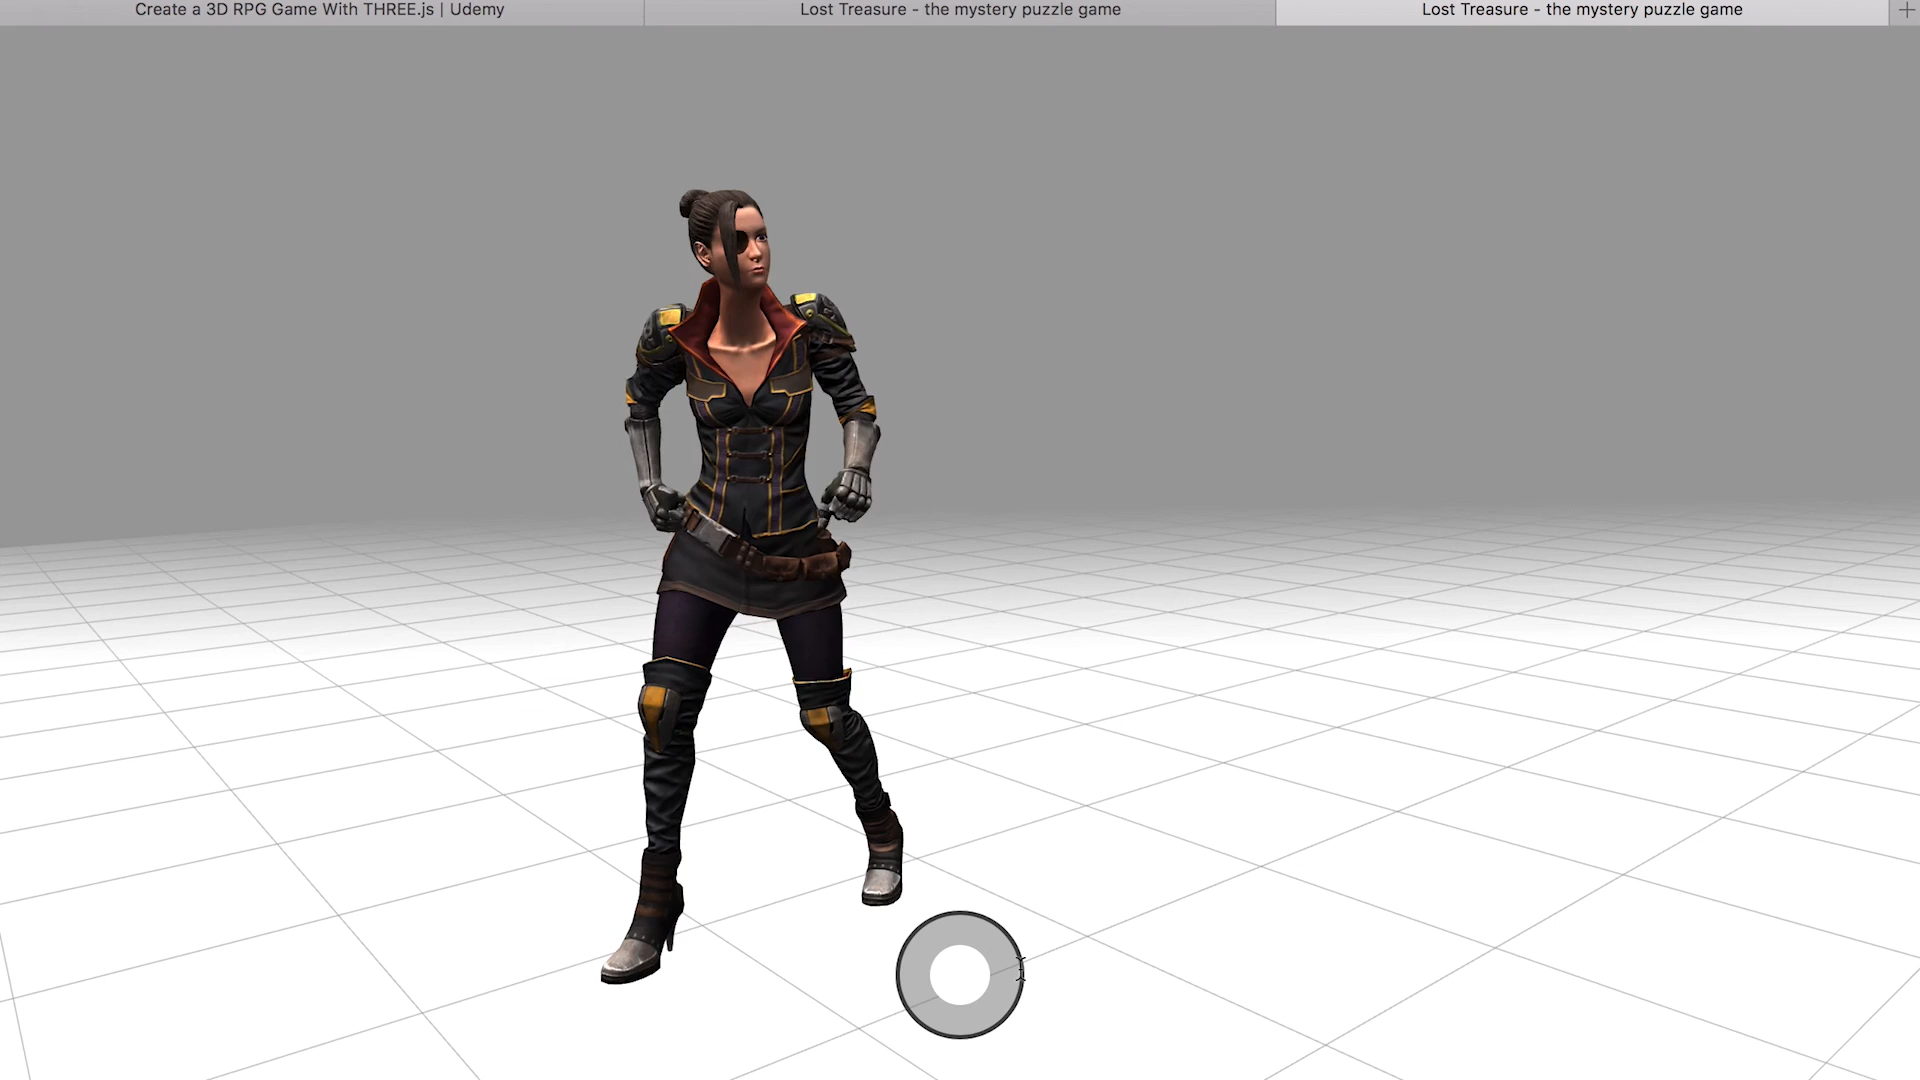 Create a 3D RPG Game With THREE.js | Udemy
Lost Treasure - the mystery puzzle game
Lost Treasure - the mystery puzzle game